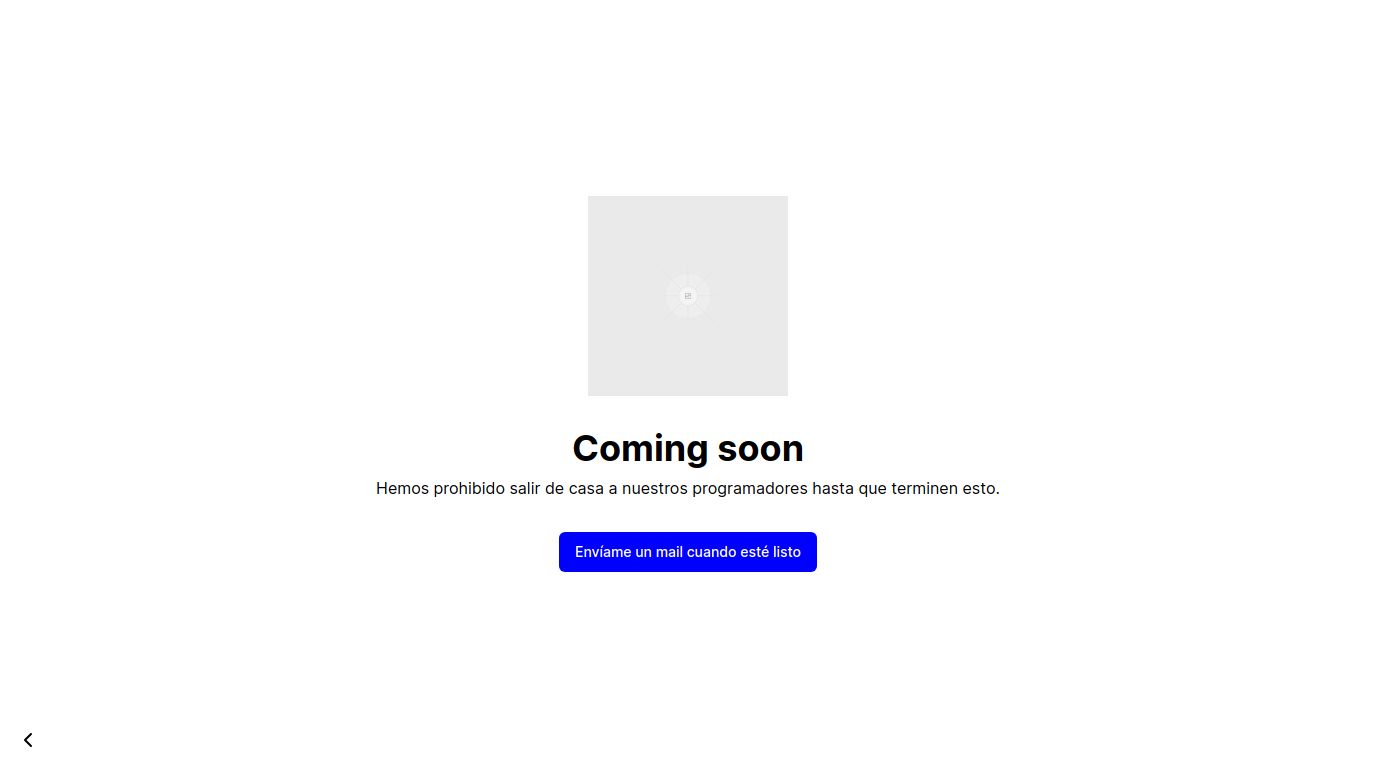 Coming soon
Hemos prohibido salir de casa a nuestros programadores hasta que terminen esto.
Envíame un mail cuando esté listo